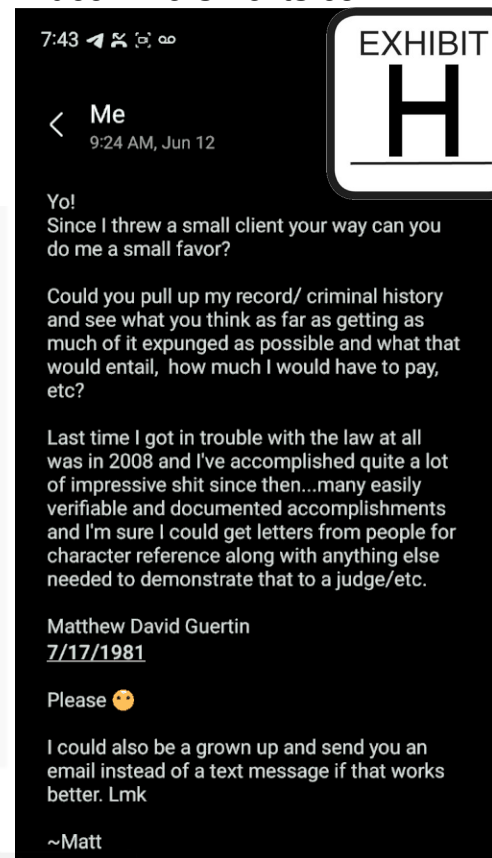 7:43
EXHIBIT
H
Me
9:24 AM, Jun 12
Yo!
Since I threw a small client your way can you
do me a small favor?
Could you pull up my record/ criminal history
and see what you think as far as getting as
much of it expunged as possible and what that
would entail,  how much I would have to pay,
etc?
Last time I got in trouble with the law at all
was in 2008 and I've accomplished quite a lot
of impressive shit since then...many easily
verifiable and documented accomplishments
and I'm sure I could get letters from people for
character reference along with anything else
needed to demonstrate that to a judge/etc.
Matthew David Guertin
7/17/1981
Please 😶
I could also be a grown up and send you an
email instead of a text message if that works
better. Lmk
~Matt